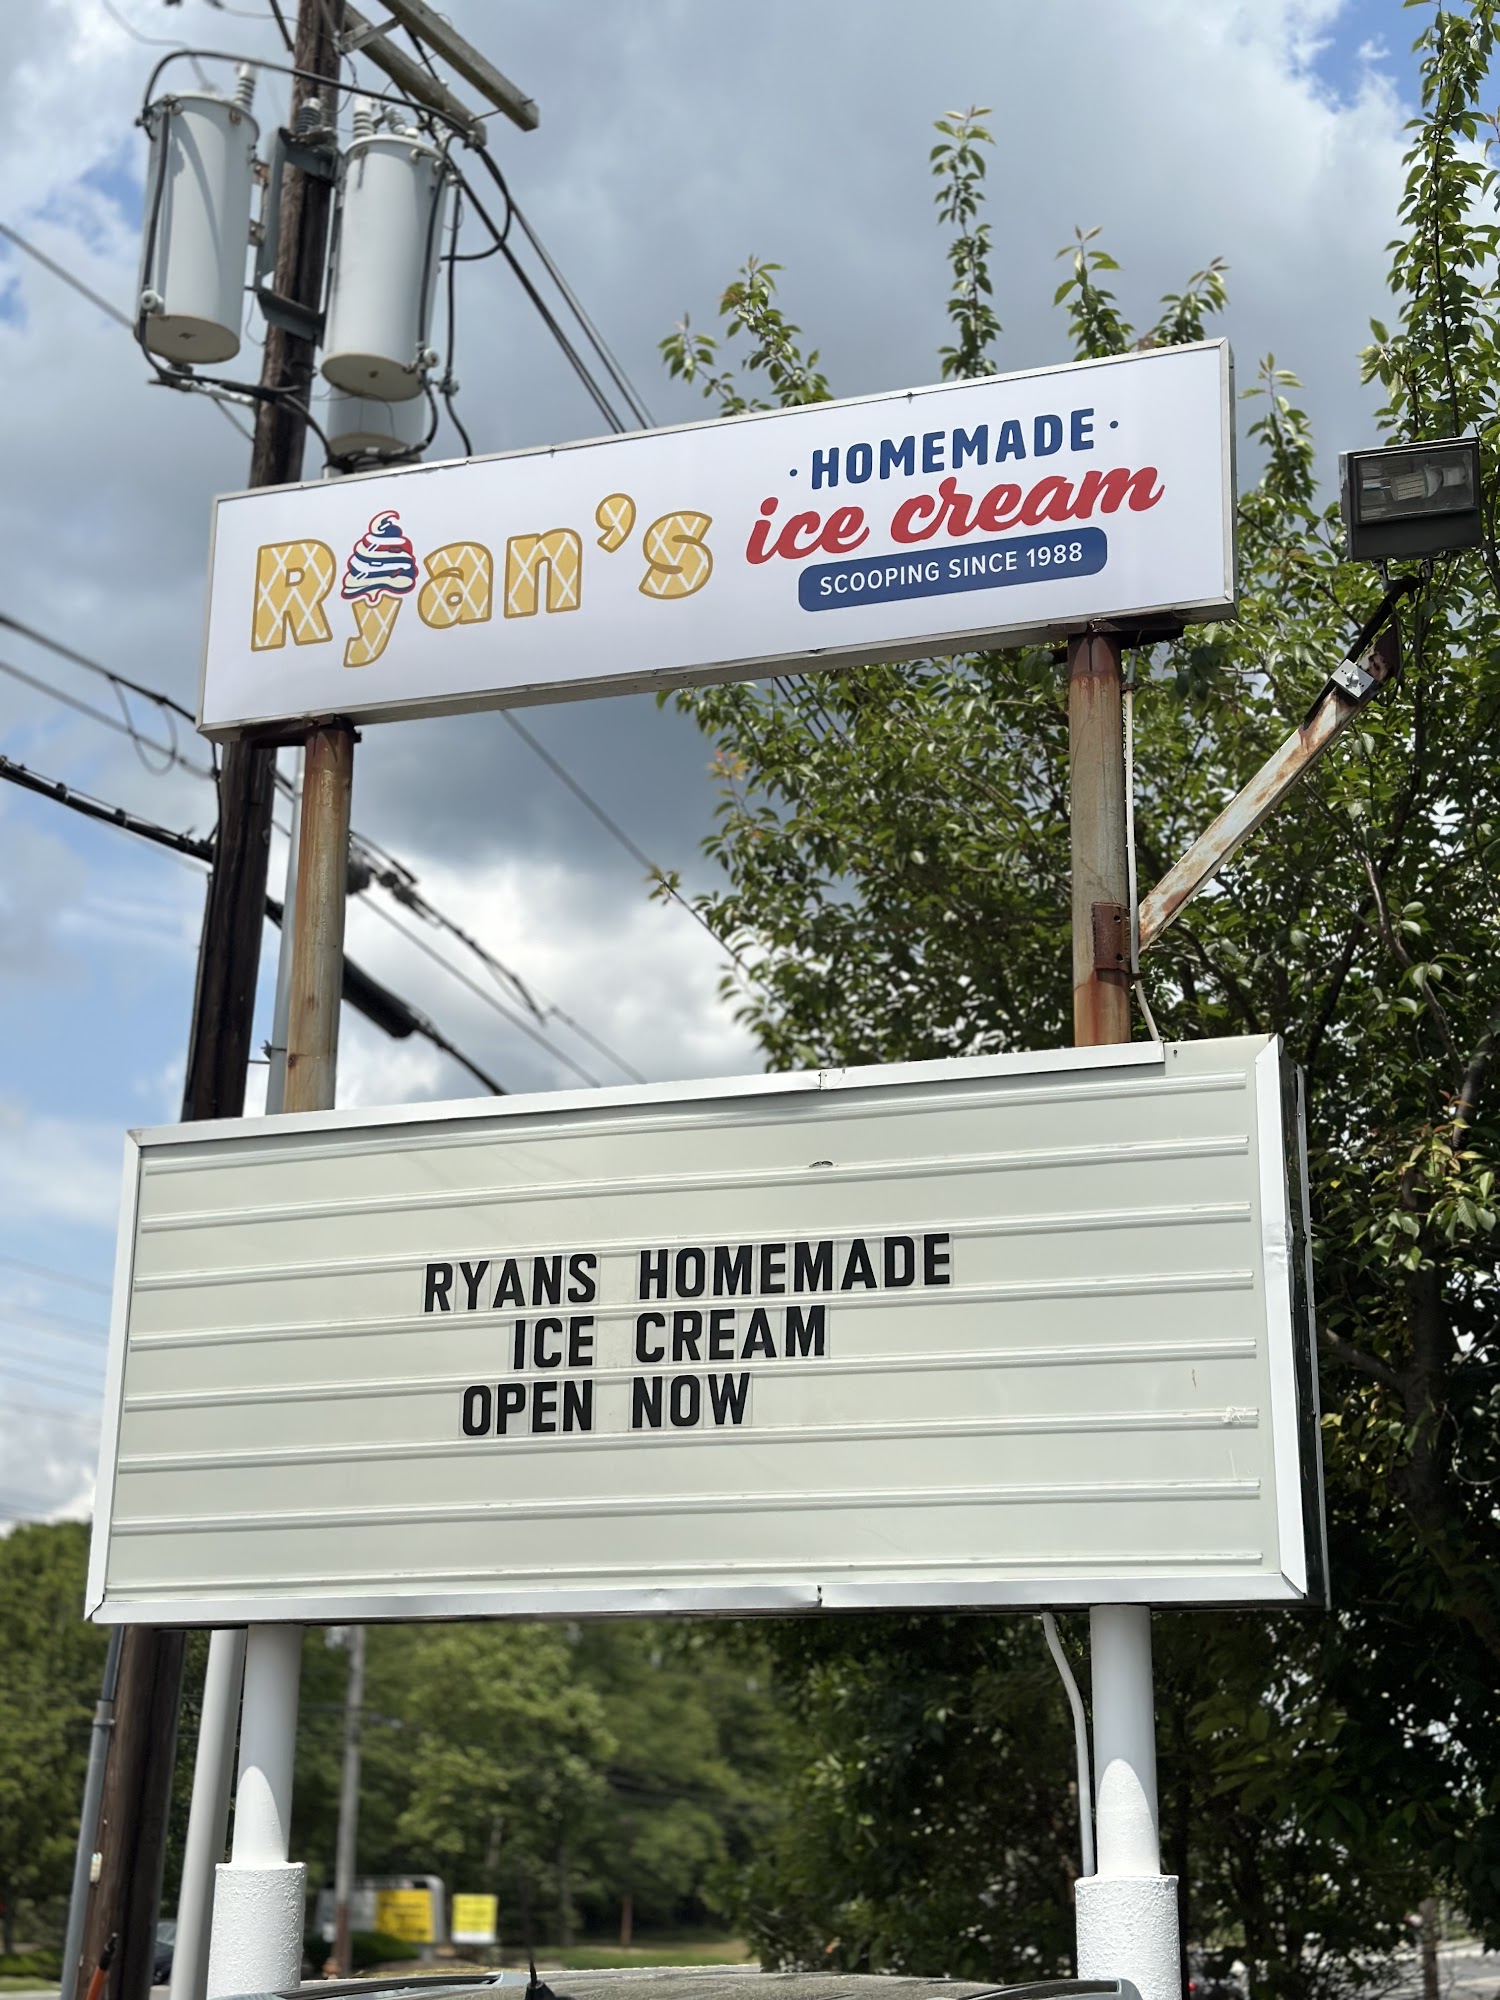 Ryan's
· HOMEMADE ·
ice cream
SCOOPING SINCE 1988
RYANS HOMEMADE
ICE CREAM
OPEN NOW